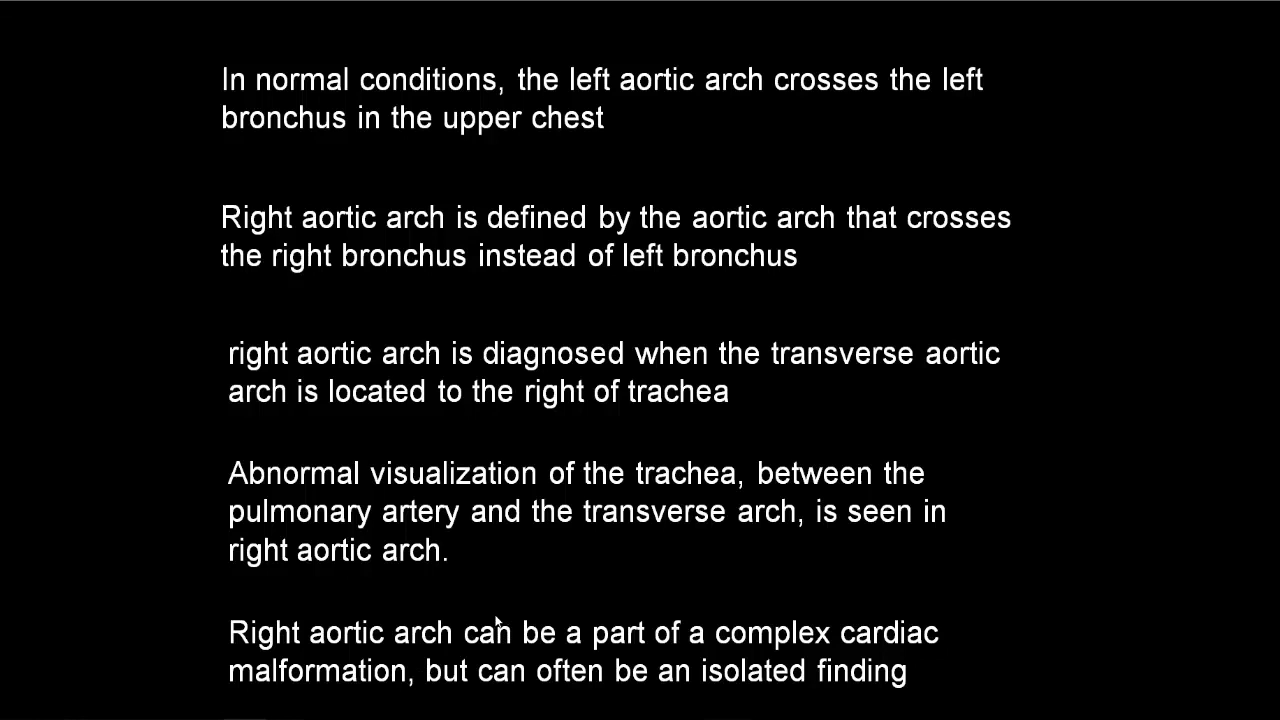 In normal conditions, the left aortic arch crosses the left
bronchus in the upper chest
Right aortic arch is defined by the aortic arch that crosses
the right bronchus instead of left bronchus
right aortic arch is diagnosed when the transverse aortic
arch is located to the right of trachea
Abnormal visualization of the trachea, between the
pulmonary artery and the transverse arch, is seen in
right aortic arch.
Right aortic arch can be a part of a complex cardiac
malformation, but can often be an isolated finding